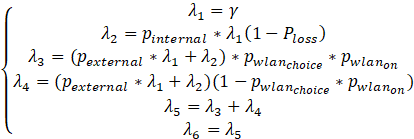 λ₁ = γ
λ₂ = p_internal * λ₁(1 − P_loss)
λ₃ = (p_external * λ₁ + λ₂) * p_wlan_choice * p_wlan_on
λ₄ = (p_external * λ₁ + λ₂)(1 − p_wlan_choice * p_wlan_on)
λ₅ = λ₃ + λ₄
λ₆ = λ₅